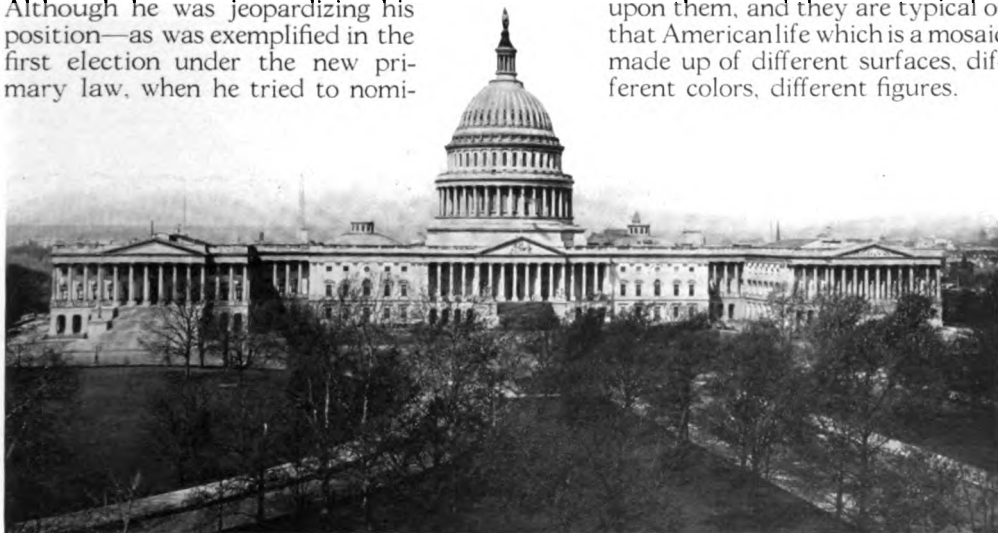 Although he was jeopardizing his
position—as was exemplified in the
first election under the new pri-
mary law, when he tried to nomi-
upon them, and they are typical o
that American life which is a mosaic
made up of different surfaces, dif-
ferent colors, different figures.